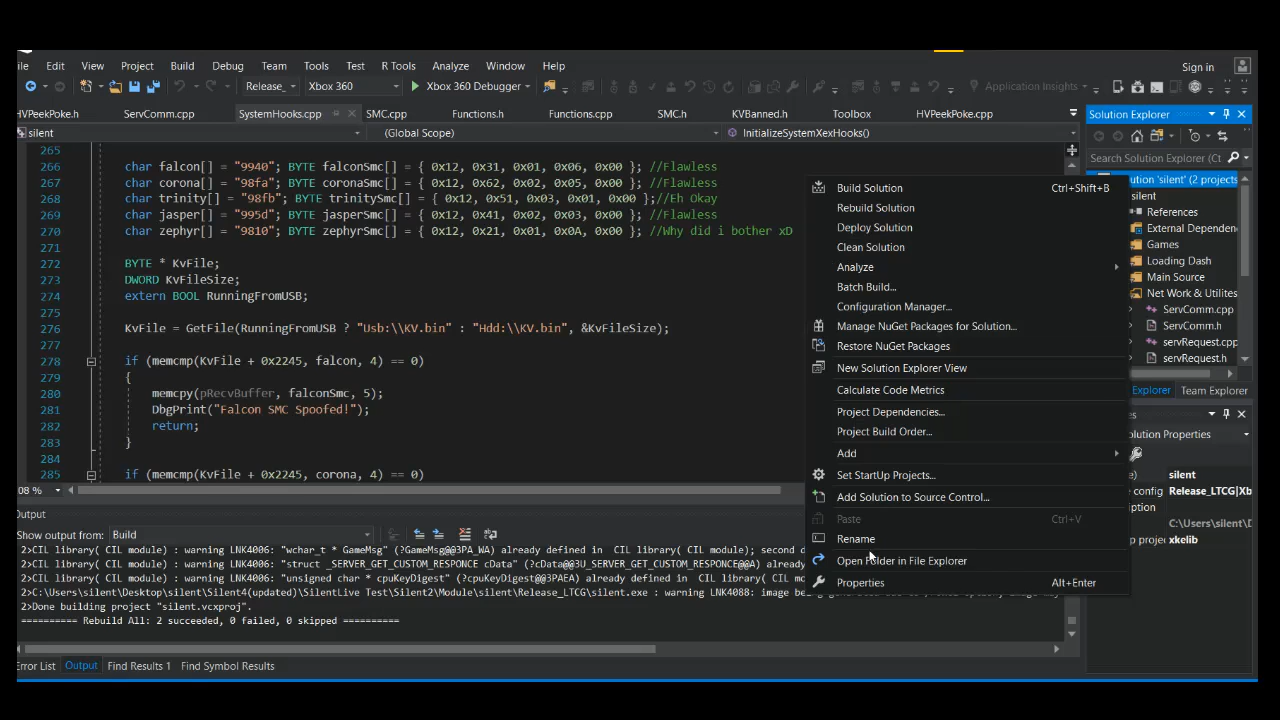 ile Edit View Project Build Debug Team Tools Test R Tools Analyze Window Help Sign in
Release_ Xbox 360 Xbox 360 Debugger Application Insights
HVPeekPoke.h ServComm.cpp SystemHooks.cpp SMC.cpp Functions.h Functions.cpp SMC.h KVBanned.h Toolbox HVPeekPoke.cpp
silent (Global Scope) InitializeSystemXexHooks()
265
266 char falcon[] = "9940"; BYTE falconSmc[] = { 0x12, 0x31, 0x01, 0x06, 0x00 }; //Flawless
267 char corona[] = "98fa"; BYTE coronaSmc[] = { 0x12, 0x62, 0x02, 0x05, 0x00 }; //Flawless
268 char trinity[] = "98fb"; BYTE trinitySmc[] = { 0x12, 0x51, 0x03, 0x01, 0x00 };//Eh Okay
269 char jasper[] = "995d"; BYTE jasperSmc[] = { 0x12, 0x41, 0x02, 0x03, 0x00 }; //Flawless
270 char zephyr[] = "9810"; BYTE zephyrSmc[] = { 0x12, 0x21, 0x01, 0x0A, 0x00 }; //Why did i bother xD
271
272 BYTE * KvFile;
273 DWORD KvFileSize;
274 extern BOOL RunningFromUSB;
275
276 KvFile = GetFile(RunningFromUSB ? "Usb:\\KV.bin" : "Hdd:\\KV.bin", &KvFileSize);
278 if (memcmp(KvFile + 0x2245, falcon, 4) == 0)
279 {
280 memcpy(pRecvBuffer, falconSmc, 5);
281 DbgPrint("Falcon SMC Spoofed!");
282 return;
283 }
284
285 if (memcmp(KvFile + 0x2245, corona, 4) == 0)
08 %
Build Solution Ctrl+Shift+B
Rebuild Solution
Deploy Solution
Clean Solution
Analyze
Batch Build...
Configuration Manager...
Manage NuGet Packages for Solution...
Restore NuGet Packages
New Solution Explorer View
Calculate Code Metrics
Project Dependencies...
Project Build Order...
Add
Set StartUp Projects...
Add Solution to Source Control...
Paste Ctrl+V
Rename
Open Folder in File Explorer
Properties Alt+Enter
Solution Explorer
Search Solution Explorer (Ct
olution 'silent' (2 projects
silent
References
External Dependen
Games
Loading Dash
Main Source
Net Work & Utilites
ServComm.cpp
ServComm.h
servRequest.cpp
servRequest.h
Explorer Team Explorer
es
olution Properties
e) silent
e config Release_LTCG|Xb
ription
C:\Users\silent\D
up proje xkelib
Output
Show output from: Build
2>CIL library( CIL module) : warning LNK4006: "wchar_t * GameMsg" (?GameMsg@@3PA_WA) already defined in CIL library( CIL module); second d
2>CIL library( CIL module) : warning LNK4006: "struct _SERVER_GET_CUSTOM_RESPONCE cData" (?cData@@3U_SERVER_GET_CUSTOM_RESPONCE@@A) already
2>CIL library( CIL module) : warning LNK4006: "unsigned char * cpuKeyDigest" (?cpuKeyDigest@@3PAEA) already defined in CIL library( CIL mod
2>C:\Users\silent\Desktop\Silent4(updated)\SilentLive Test\Silent2\Module\silent\Release_LTCG\silent.exe : warning LNK4088: image being
2>Done building project "silent.vcxproj".
========== Rebuild All: 2 succeeded, 0 failed, 0 skipped ==========
Error List Output Find Results 1 Find Symbol Results